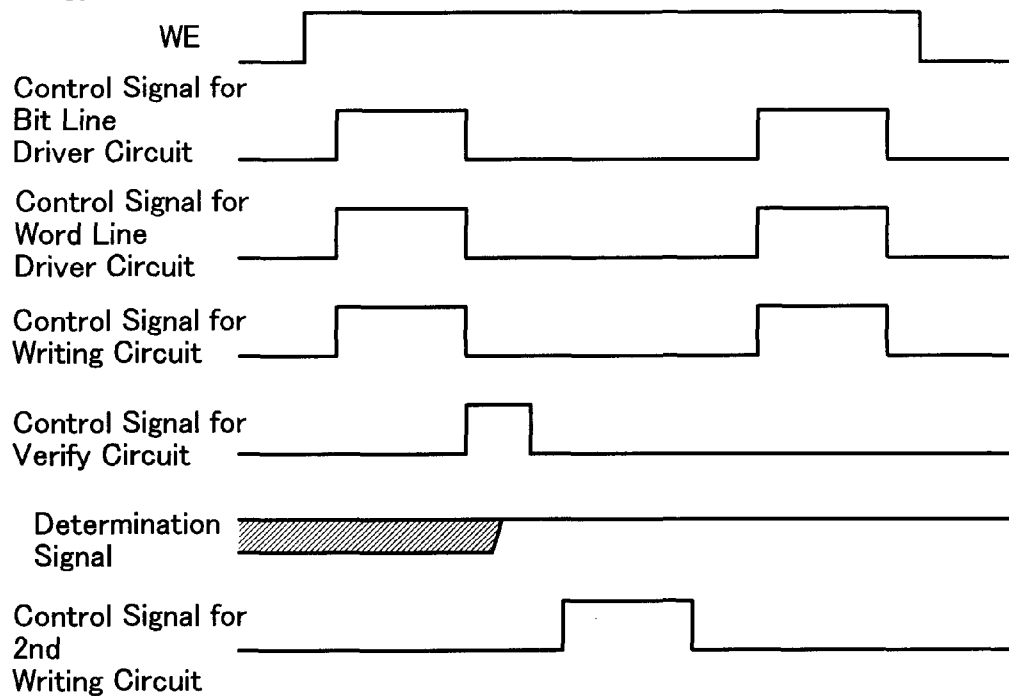 WE
Control Signal for
Bit Line
Driver Circuit
Control Signal for
Word Line
Driver Circuit
Control Signal for
Writing Circuit
Control Signal for
Verify Circuit
Determination
Signal
Control Signal for
2nd
Writing Circuit